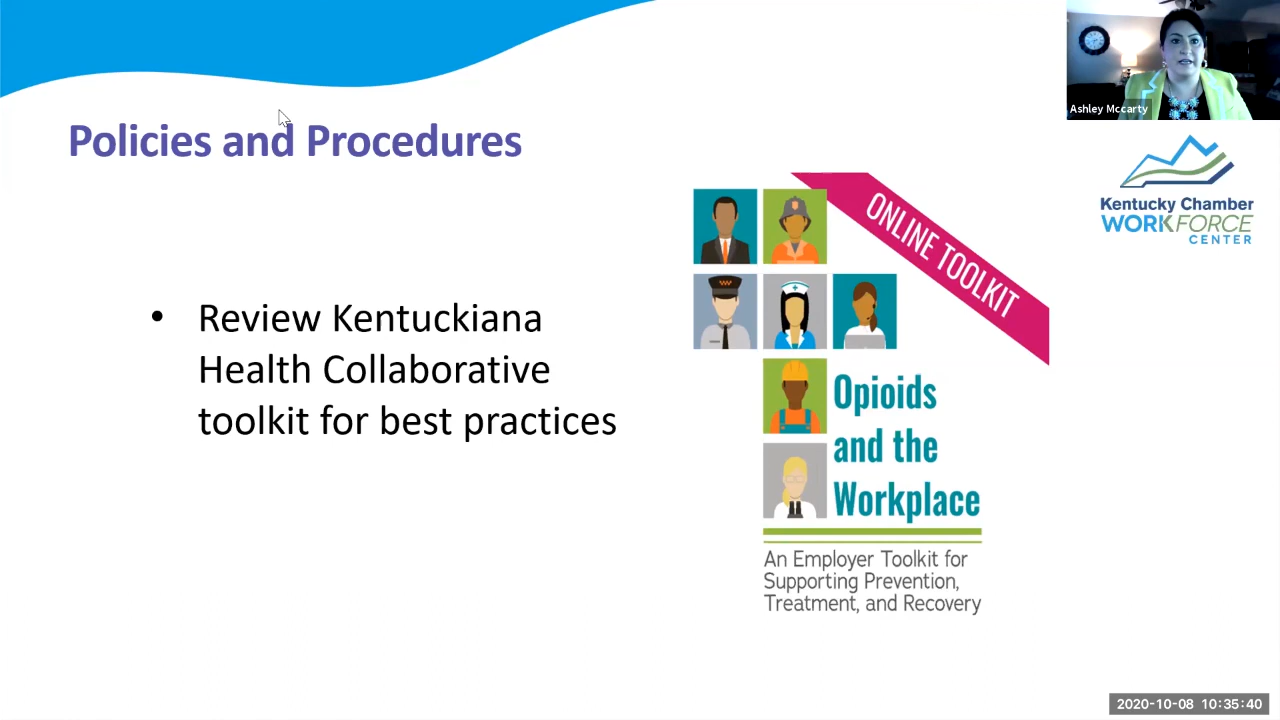 Ashley Mccarty
Policies and Procedures
Kentucky Chamber
WORKFORCE
CENTER
• Review Kentuckiana
Health Collaborative
toolkit for best practices
ONLINE TOOLKIT
Opioids
and the
Workplace
An Employer Toolkit for
Supporting Prevention,
Treatment, and Recovery
2020-10-08 10:35:40